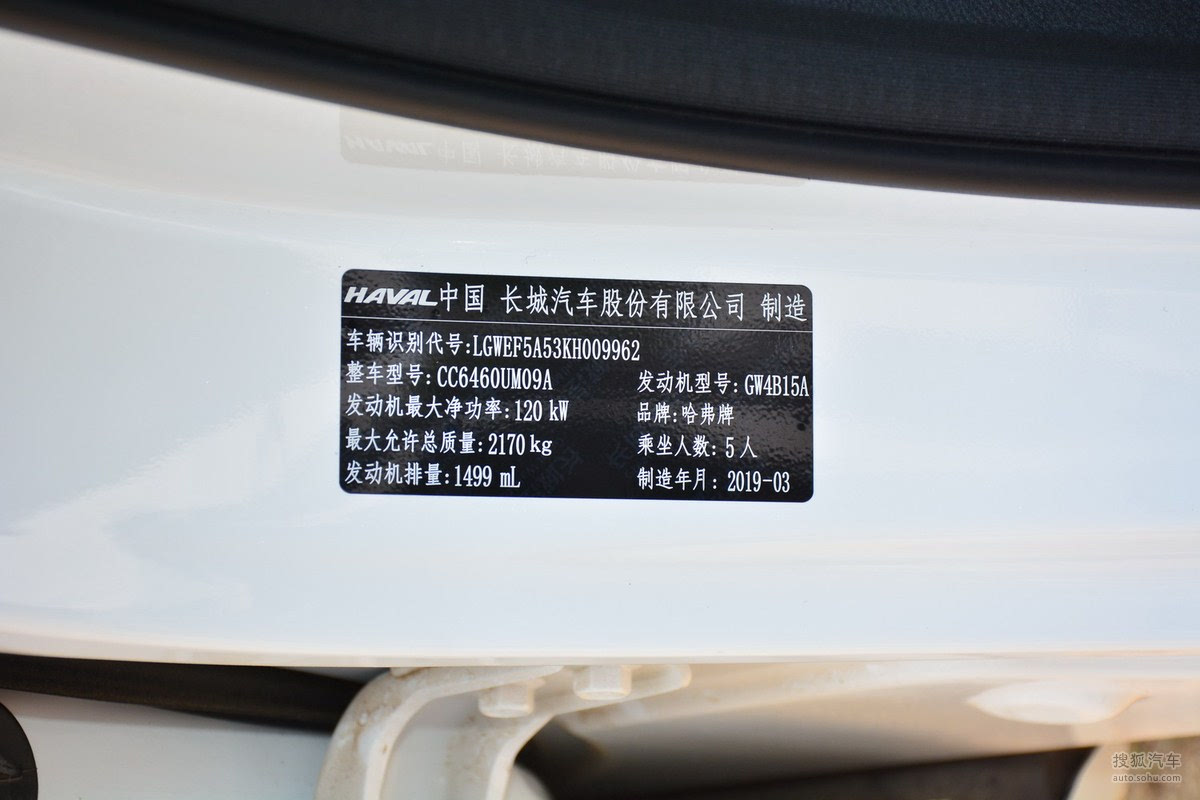 HAVAL中国 长城汽车股份有限公司 制造
车辆识别代号:LGWEF5A53KH009962
整车型号:CC6460UM09A 发动机型号:GW4B15A
发动机最大净功率:120 kW 品牌:哈弗牌
最大允许总质量:2170kg 乘坐人数:5人
发动机排量:1499 mL 制造年月:2019-03
搜狐汽车
auto.sohu.com